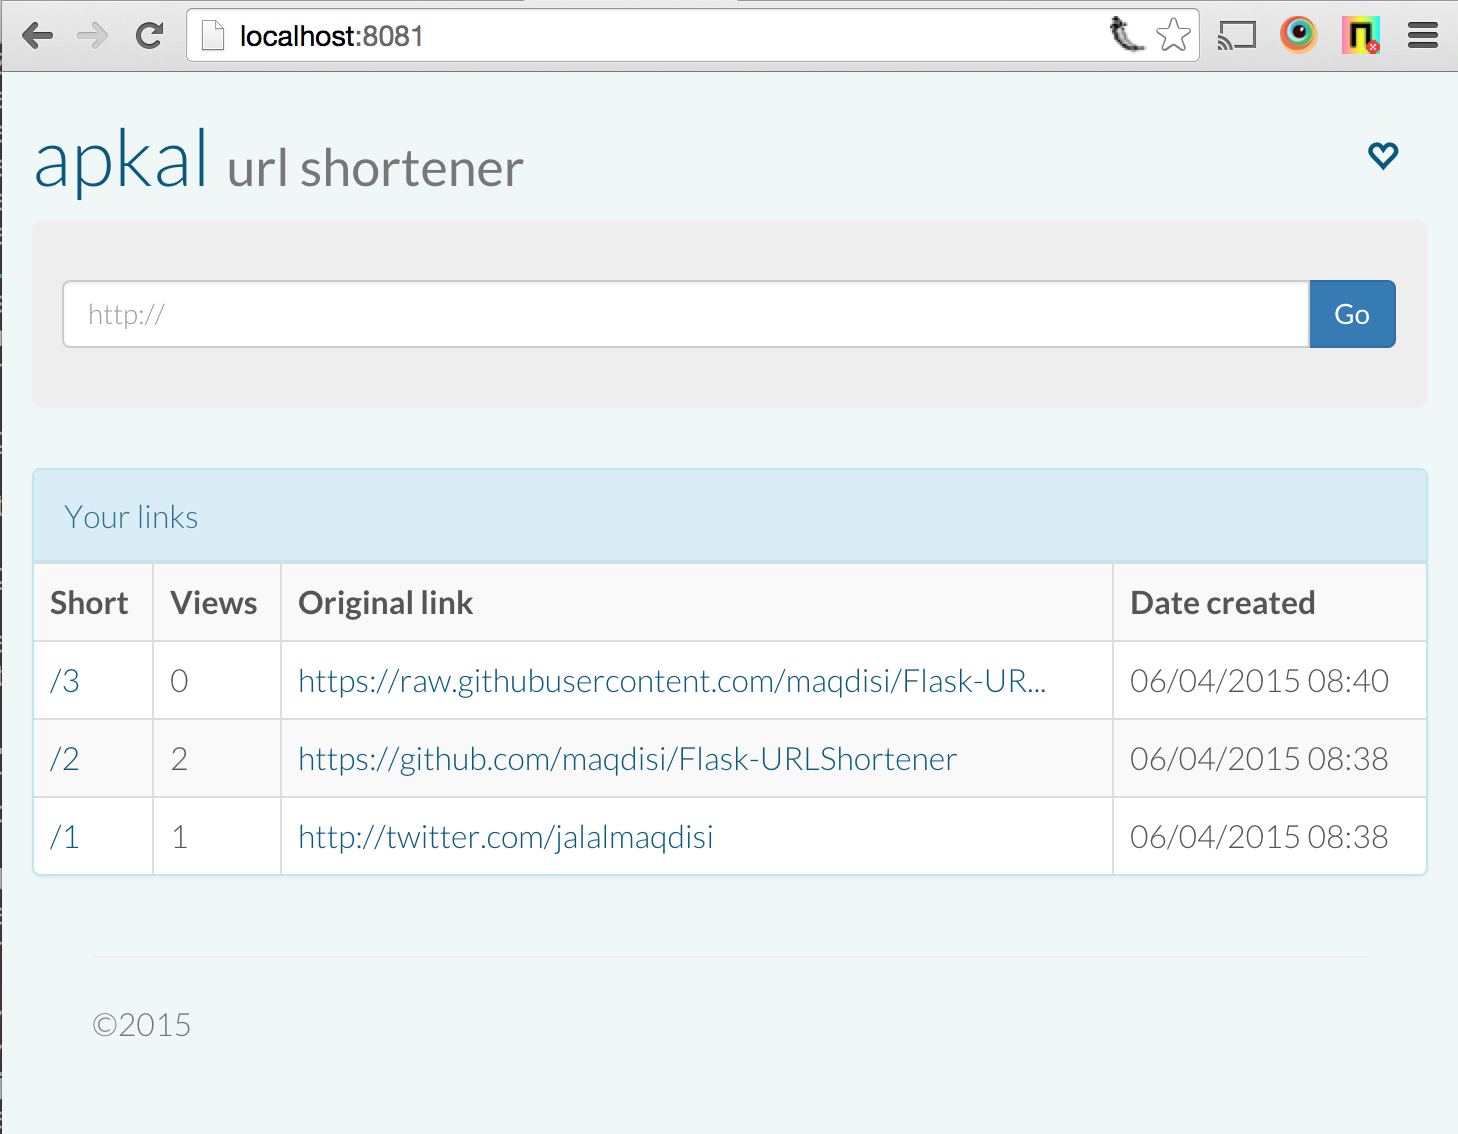 localhost:8081
apkal url shortener
http://
Go
Your links
Short Views Original link Date created
/3 0 https://raw.githubusercontent.com/maqdisi/Flask-UR... 06/04/2015 08:40
/2 2 https://github.com/maqdisi/Flask-URLShortener 06/04/2015 08:38
/1 1 http://twitter.com/jalalmaqdisi 06/04/2015 08:38
©2015